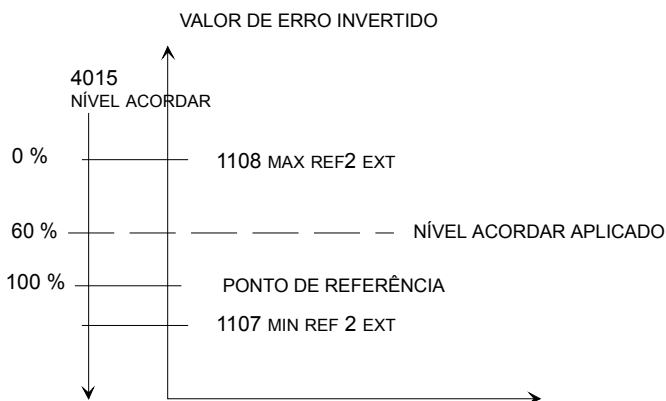 VALOR DE ERRO INVERTIDO
4015
NÍVEL ACORDAR
0 %
1108 MAX REF2 EXT
60 %
NÍVEL ACORDAR APLICADO
100 %
PONTO DE REFERÊNCIA
1107 MIN REF 2 EXT